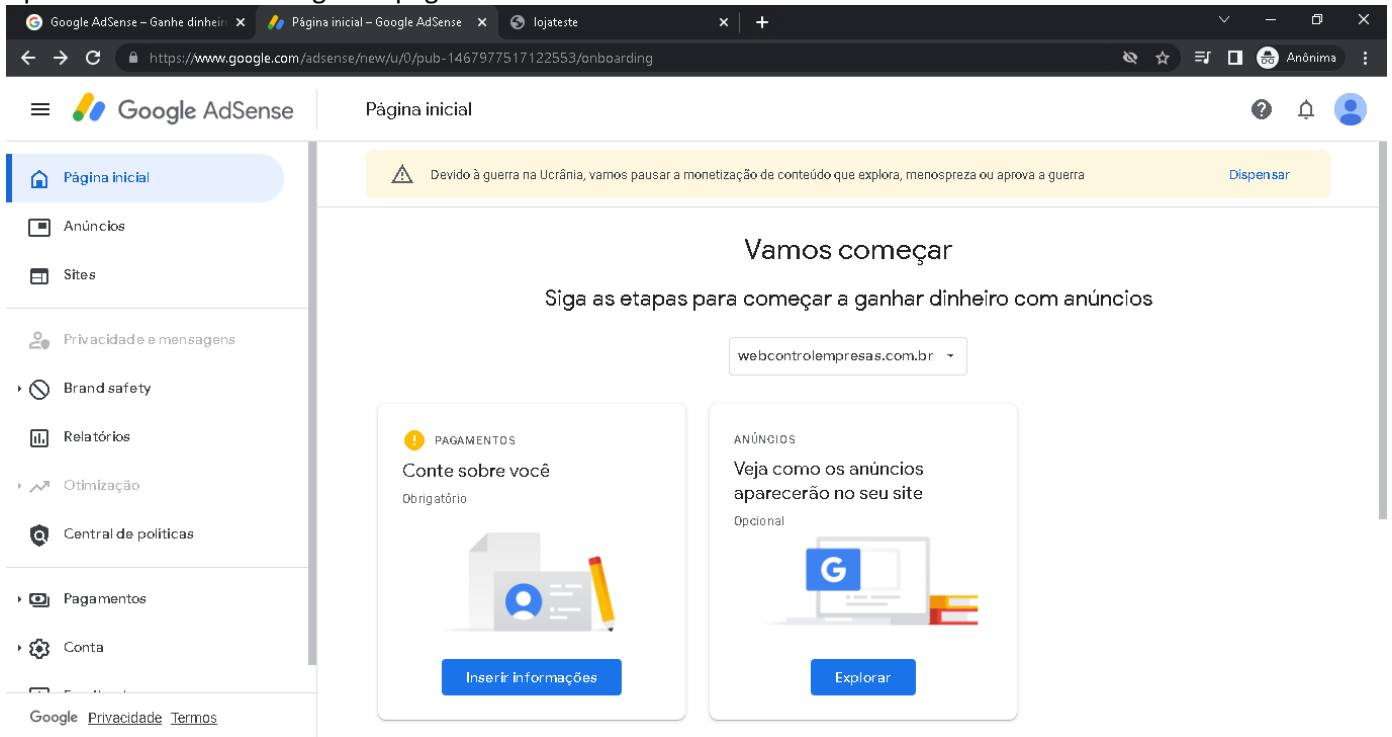 Google AdSense – Ganhe dinheir
Página inicial – Google AdSense
lojateste
https://www.google.com/adsense/new/u/0/pub-1467977517122553/onboarding
Anônima
Google AdSense
Página inicial
Página inicial
Anúncios
Sites
Privacidade e mensagens
Brand safety
Relatórios
Otimização
Central de políticas
Pagamentos
Conta
Google Privacidade Termos
Devido à guerra na Ucrânia, vamos pausar a monetização de conteúdo que explora, menospreza ou aprova a guerra
Dispensar
Vamos começar
Siga as etapas para começar a ganhar dinheiro com anúncios
webcontrolempresas.com.br
PAGAMENTOS
Conte sobre você
Obrigatório
Inserir informações
ANÚNCIOS
Veja como os anúncios
aparecerão no seu site
Opcional
G
Explorar